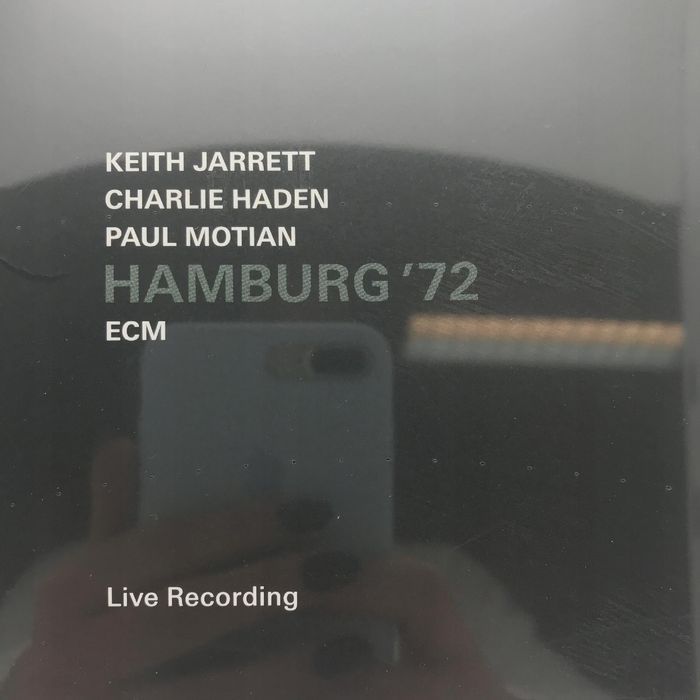 KEITH JARRETT
CHARLIE HADEN
PAUL MOTIAN
HAMBURG '72
ECM
Live Recording